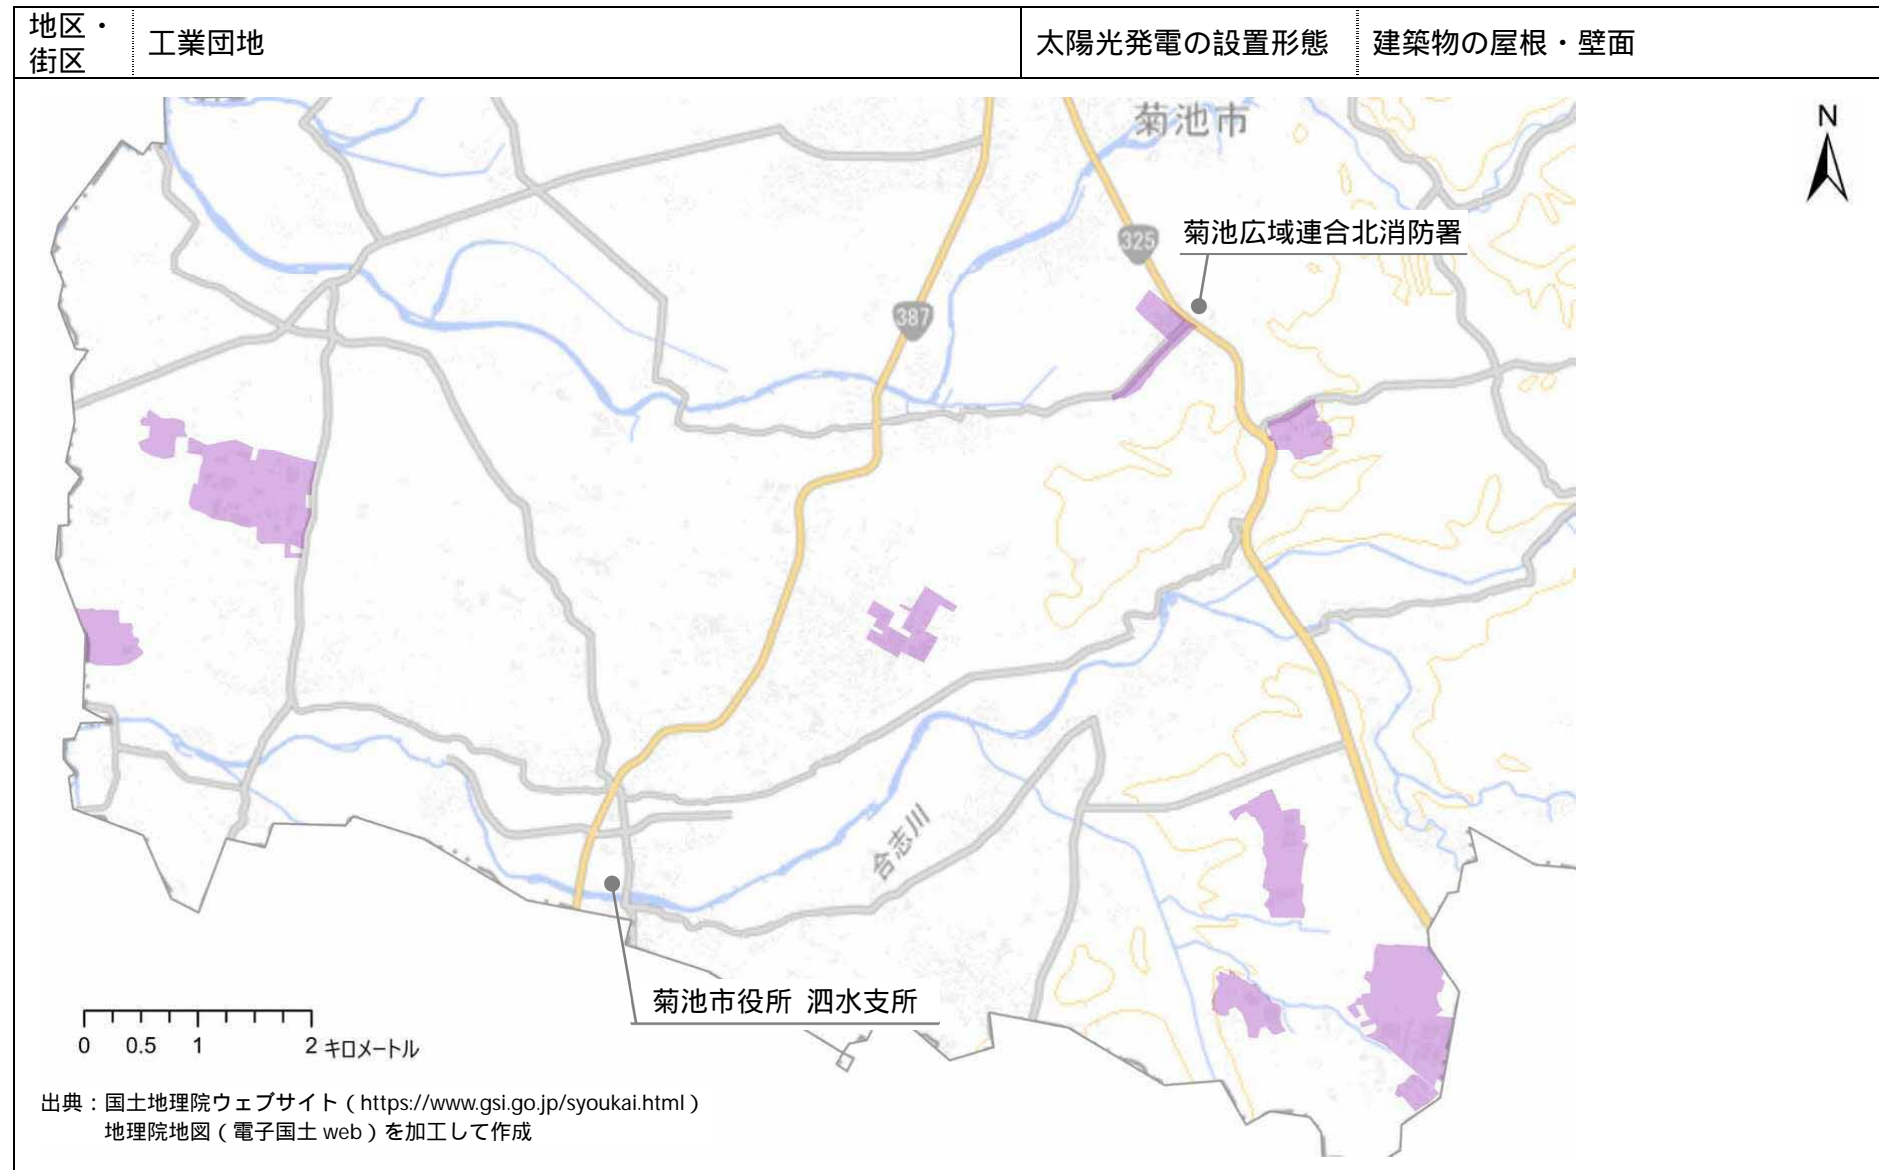 地区・
街区
工業団地
太陽光発電の設置形態
建築物の屋根・壁面
菊池市
N
325
菊池広域連合北消防署
387
合志川
菊池市役所 泗水支所
0 0.5 1 2 キロメートル
出典：国土地理院ウェブサイト（https://www.gsi.go.jp/syoukai.html）
地理院地図（電子国土 web）を加工して作成